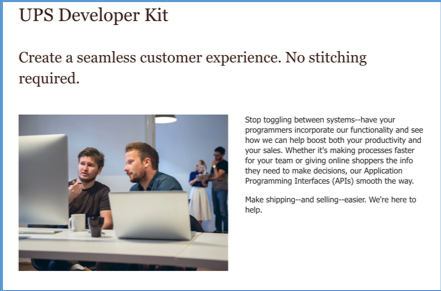 UPS Developer Kit
Create a seamless customer experience. No stitching
required.
Stop toggling between systems--have your
programmers incorporate our functionality and see
how we can help boost both your productivity and
your sales. Whether it's making processes faster
for your team or giving online shoppers the info
they need to make decisions, our Application
Programming Interfaces (APIs) smooth the way.
Make shipping--and selling--easier. We're here to
help.